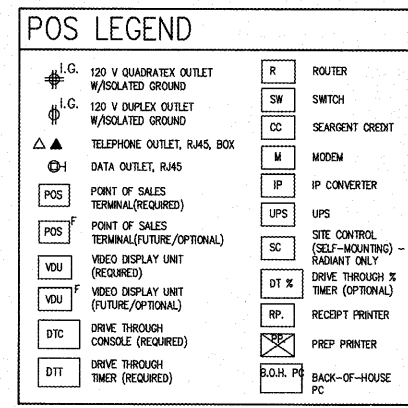 POS LEGEND
I.G. 120 V QUADRATEX OUTLET
W/ISOLATED GROUND
I.G. 120 V DUPLEX OUTLET
W/ISOLATED GROUND
TELEPHONE OUTLET, RJ45, BOX
DATA OUTLET, RJ45
POS POINT OF SALES
TERMINAL(REQUIRED)
POS F POINT OF SALES
TERMINAL(FUTURE/OPTIONAL)
VDU VIDEO DISPLAY UNIT
(REQUIRED)
VDU F VIDEO DISPLAY UNIT
(FUTURE/OPTIONAL)
DTC DRIVE THROUGH
CONSOLE (REQUIRED)
DTT DRIVE THROUGH
TIMER (REQUIRED)
R ROUTER
SW SWITCH
CC SEARGENT CREDIT
M MODEM
IP IP CONVERTER
UPS UPS
SC SITE CONTROL
(SELF-MOUNTING) -
RADIANT ONLY
DT % DRIVE THROUGH %
TIMER (OPTIONAL)
RP. RECEIPT PRINTER
PP. PREP PRINTER
B.O.H. PC BACK-OF-HOUSE
PC